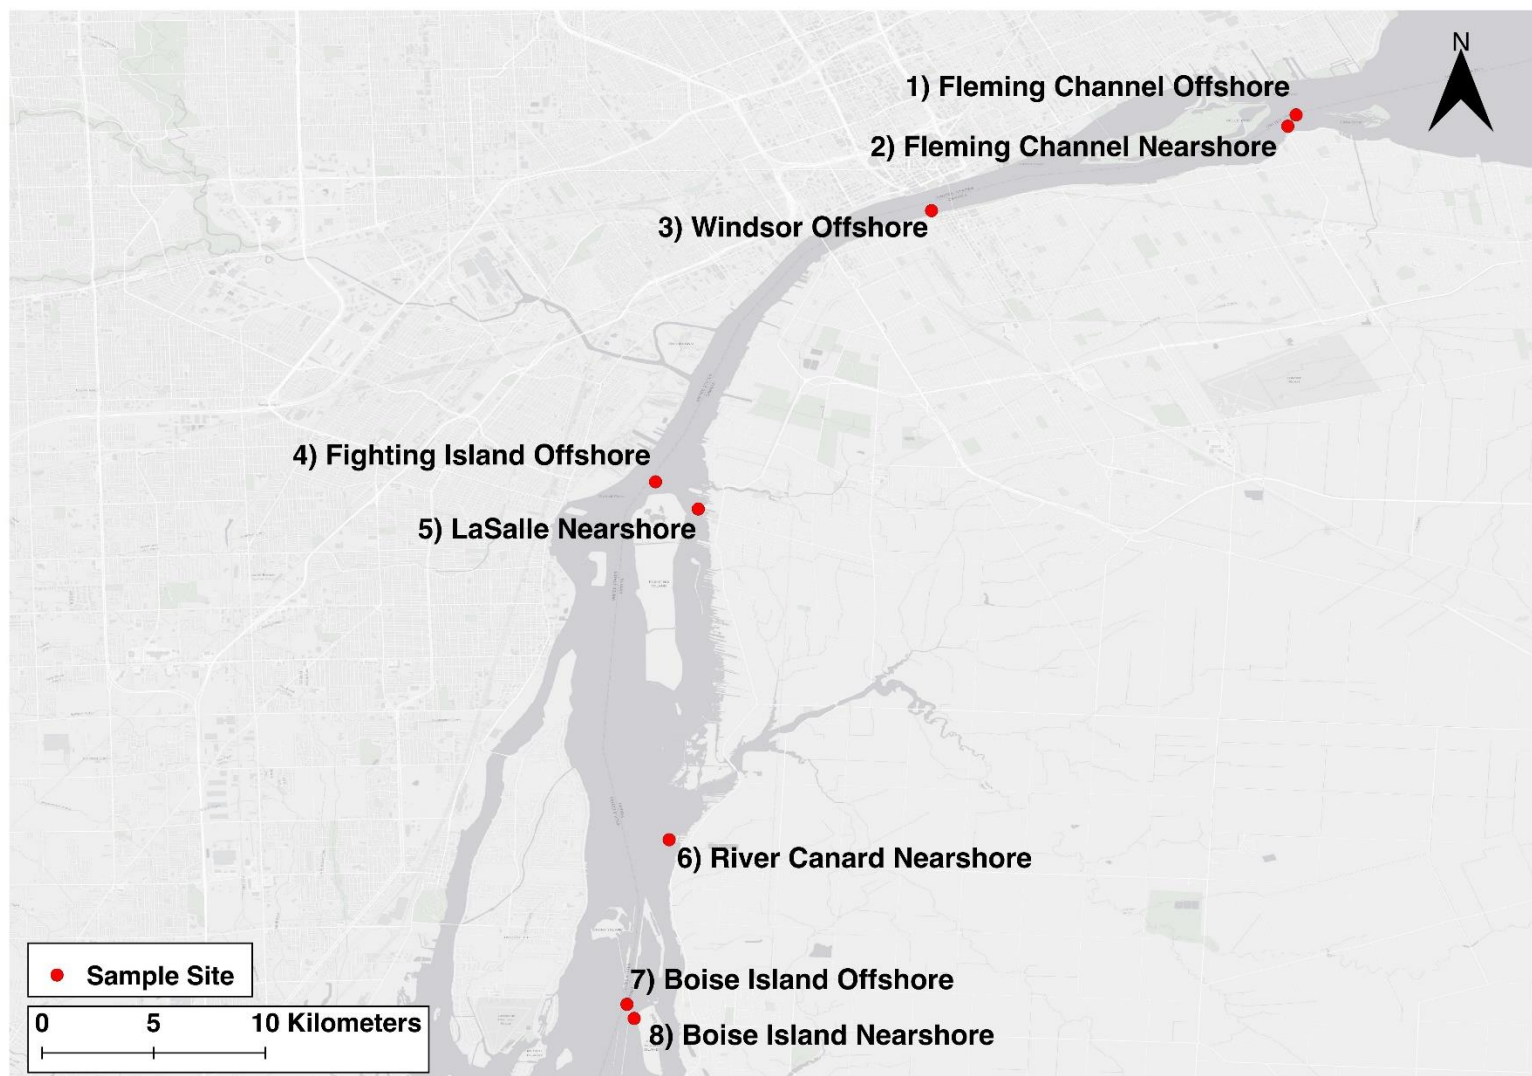 N
1) Fleming Channel Offshore
2) Fleming Channel Nearshore
3) Windsor Offshore
4) Fighting Island Offshore
5) LaSalle Nearshore
6) River Canard Nearshore
7) Boise Island Offshore
8) Boise Island Nearshore
Sample Site
0 5 10 Kilometers